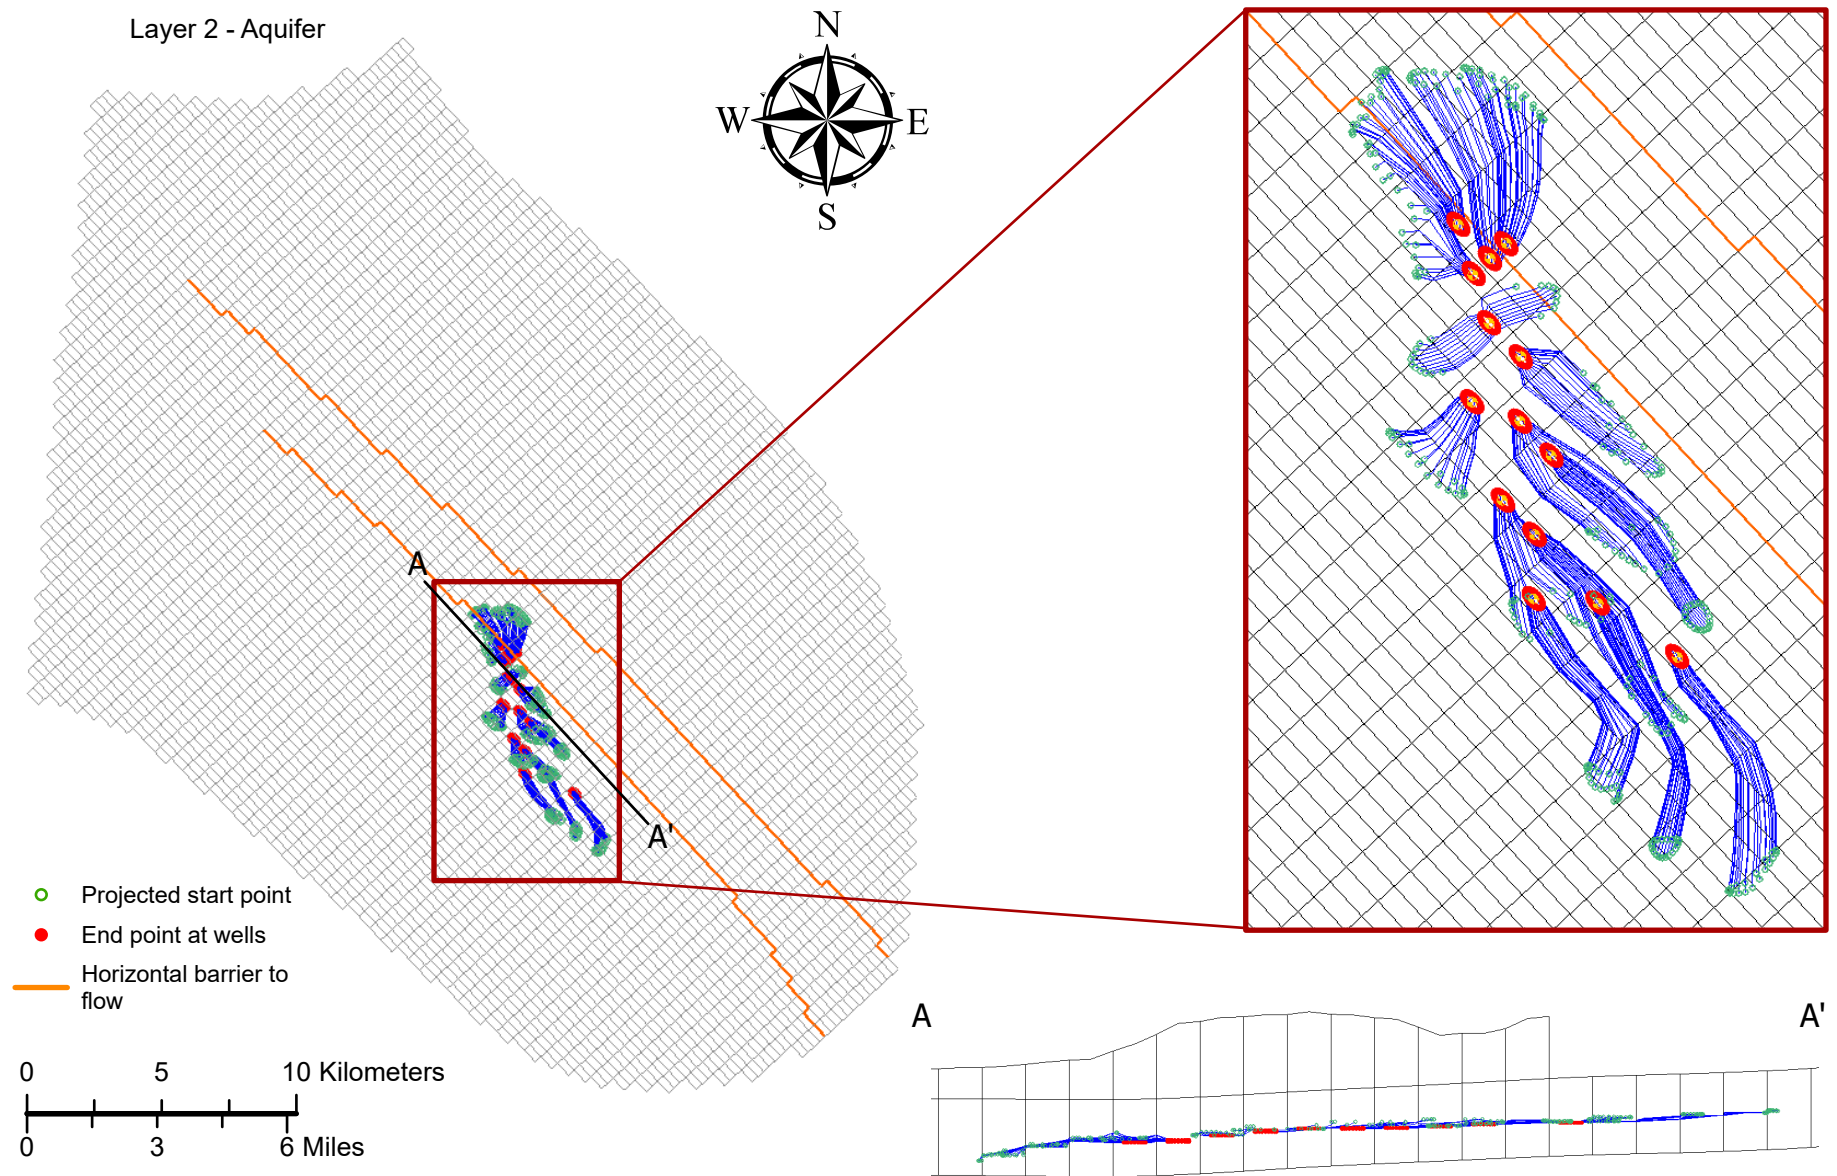 Layer 2 - Aquifer
N
W
E
S
A
A'
Projected start point
End point at wells
Horizontal barrier to
flow
0 5 10 Kilometers
0 3 6 Miles
A
A'